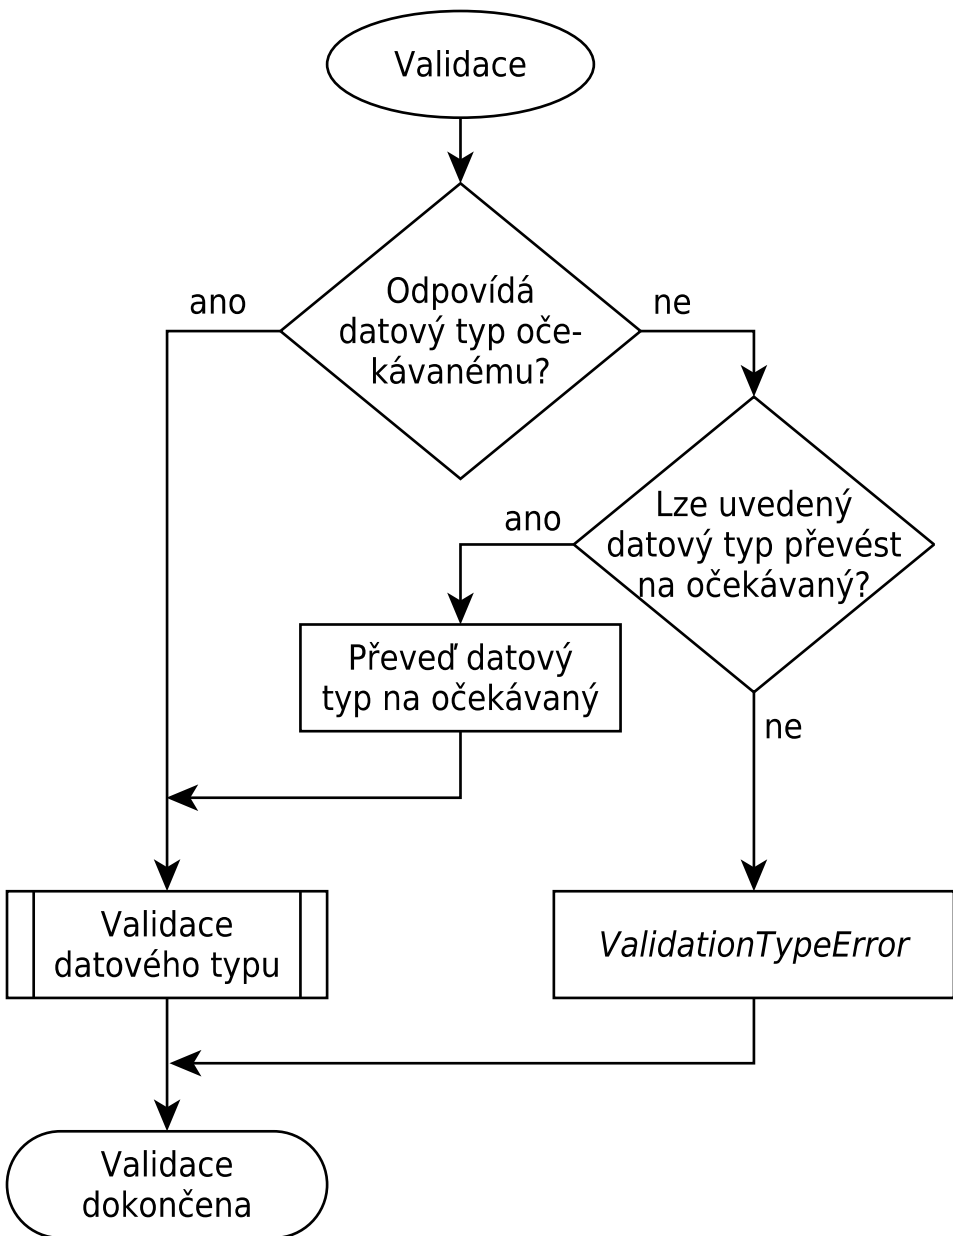 Validace
Odpovídá
datový typ oče-
kávanému?
ano
ne
Lze uvedený
datový typ převést
na očekávaný?
ano
ne
Převeď datový
typ na očekávaný
Validace
datového typu
ValidationTypeError
Validace
dokončena